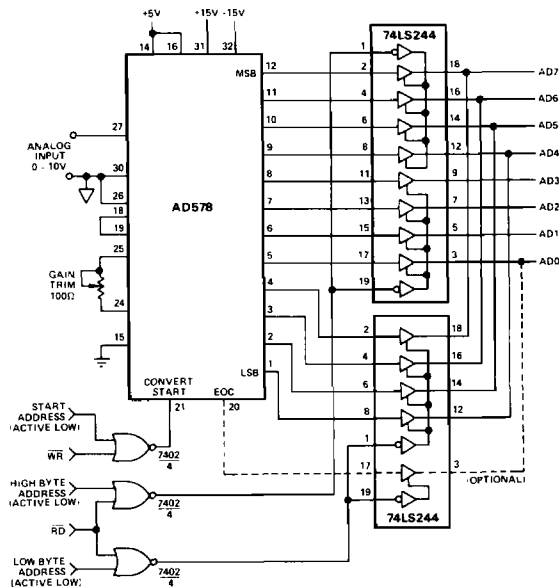 +5V
+15V -15V
14 16 31 32
74LS244
MSB 12
1
2 18 AD7
11 4 16 AD6
10 6 14 AD5
9 8 12 AD4
8 11 9 AD3
7 13 7 AD2
6 15 5 AD1
5 17 3 AD0
19
27
ANALOG
INPUT
0 - 10V
30
26
18
19
AD578
25
GAIN
TRIM
100Ω
24
15
4
3
2
LSB 1
2 18
4 16
6 14
8 12
1
17 3
(OPTIONAL)
19
74LS244
CONVERT
START
EOC
21 20
START
ADDRESS
(ACTIVE LOW)
WR
7402
4
HIGH BYTE
ADDRESS
(ACTIVE LOW)
7402
4
RD
LOW BYTE
ADDRESS
(ACTIVE LOW)
7402
4